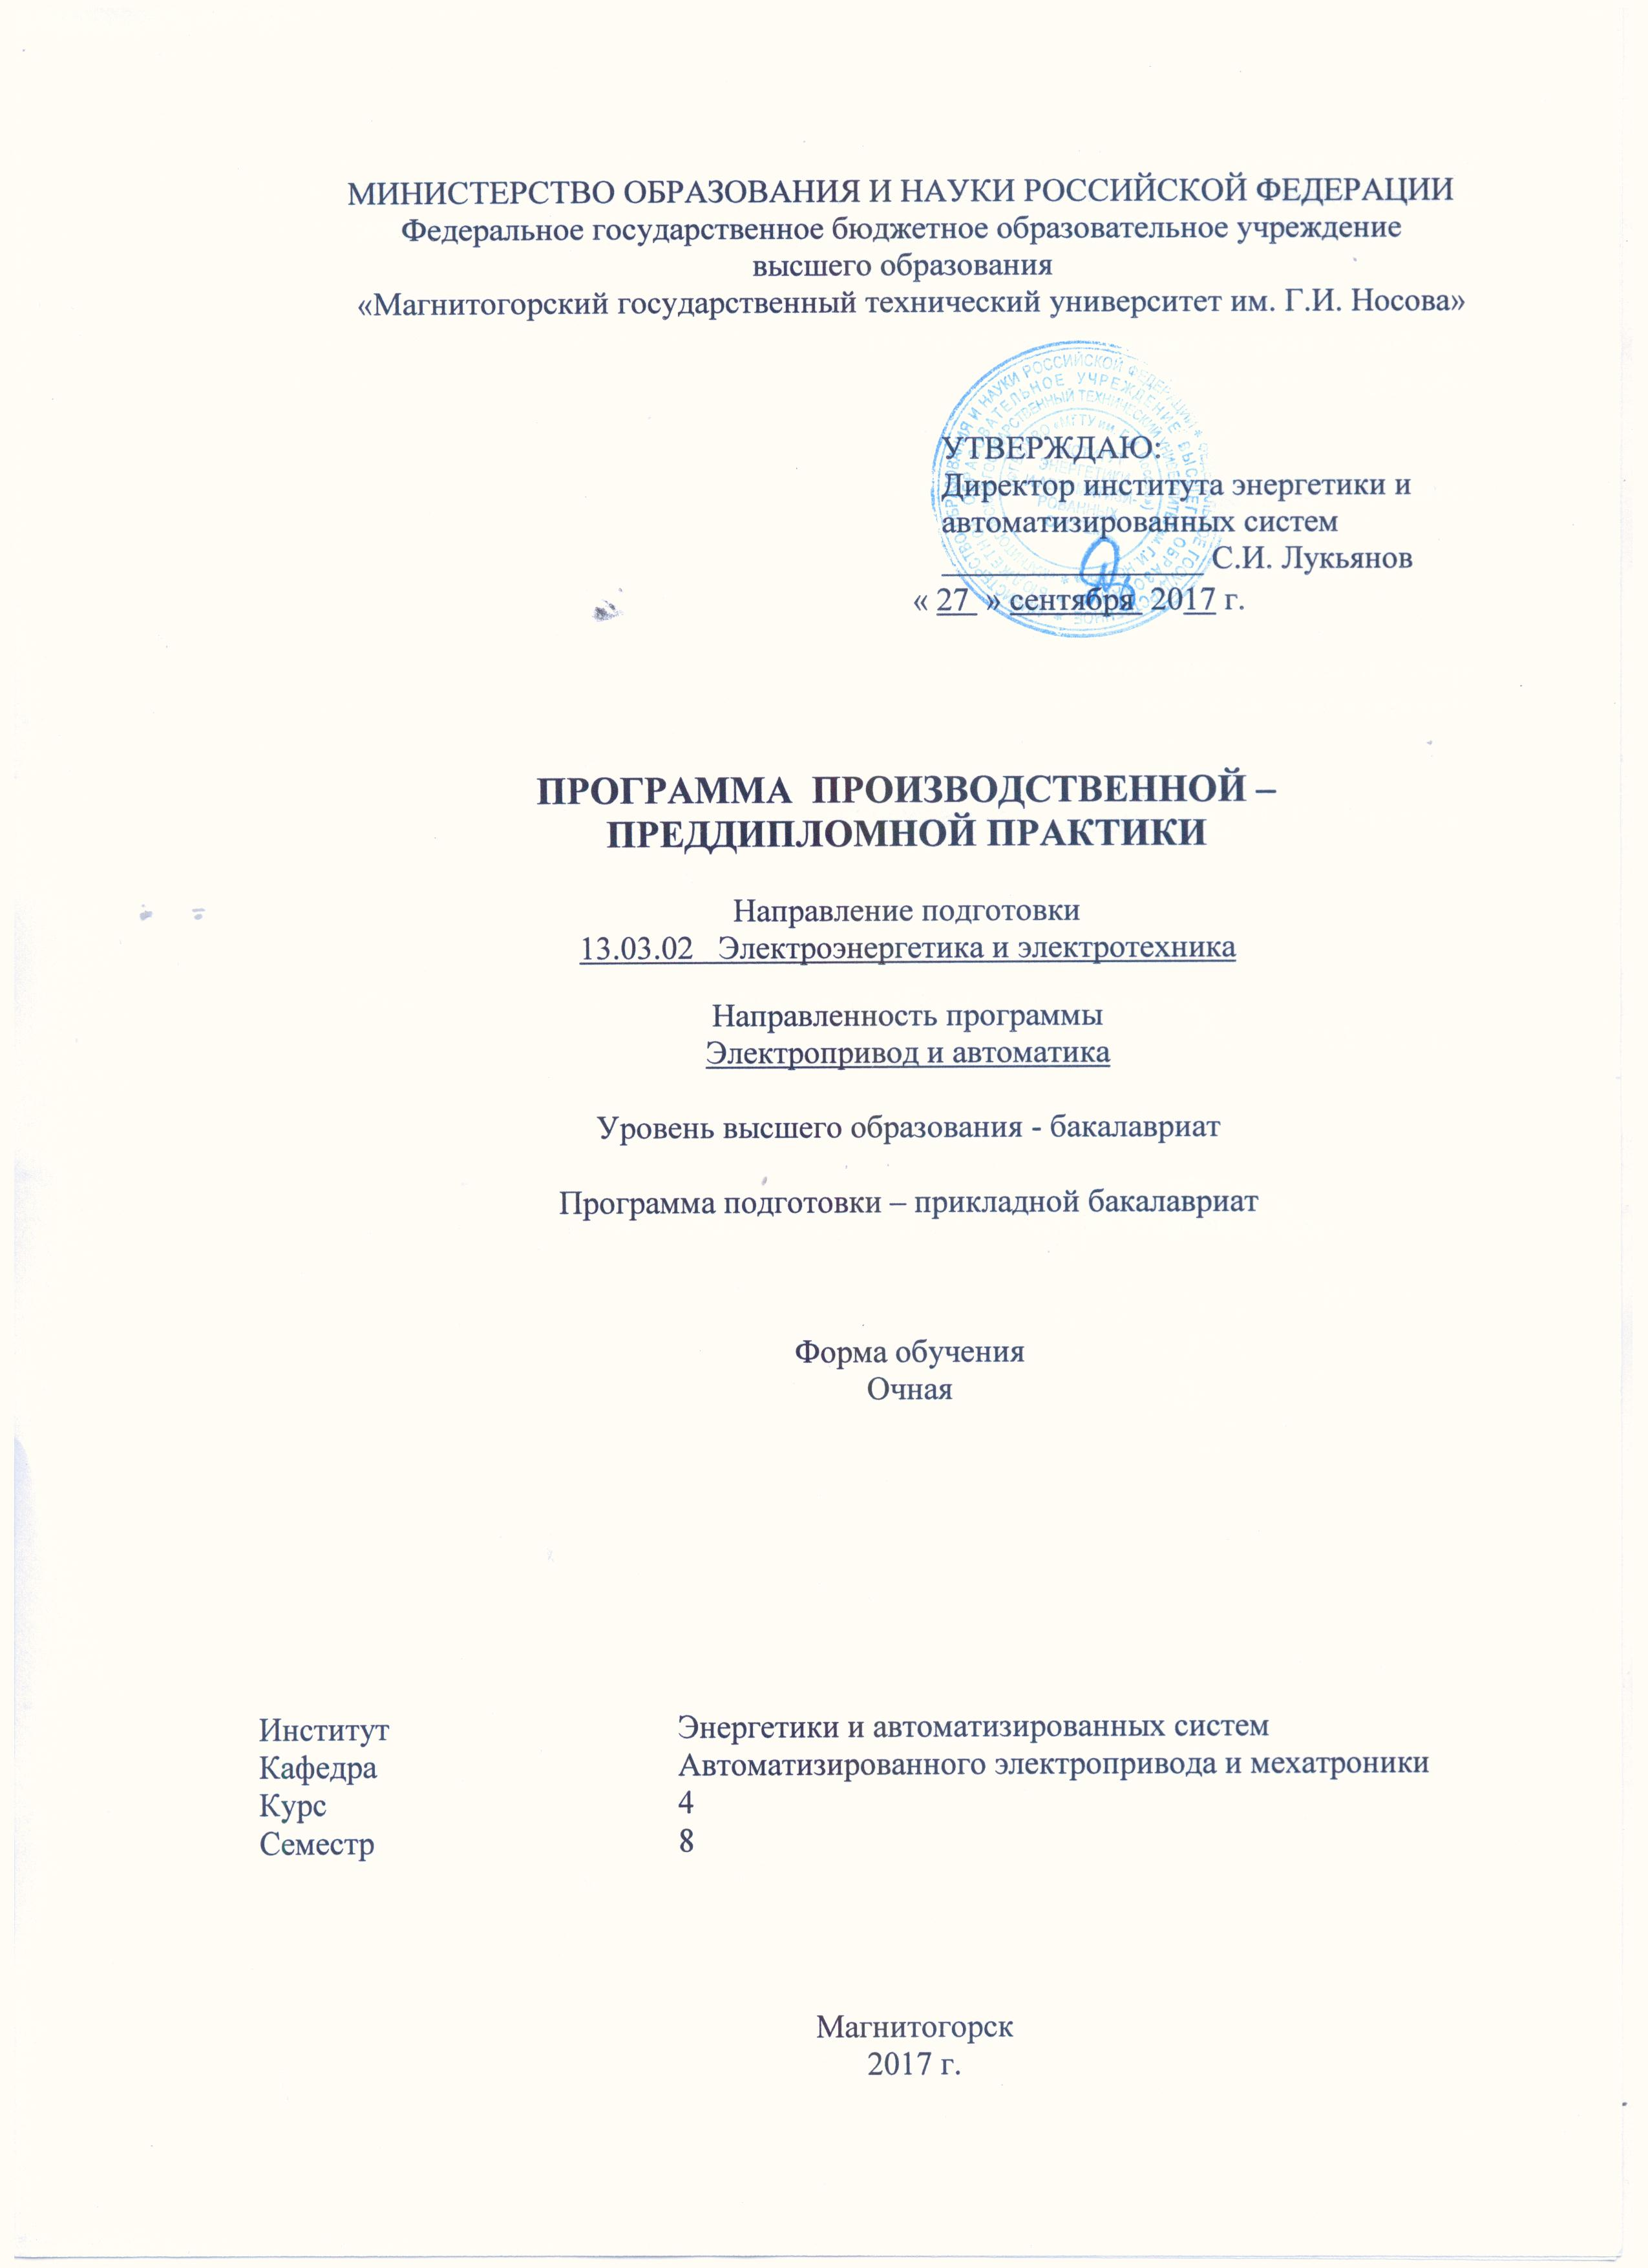 МИНИСТЕРСТВО ОБРАЗОВАНИЯ И НАУКИ РОССИЙСКОЙ ФЕДЕРАЦИИ
Федеральное государственное бюджетное образовательное учреждение
высшего образования
«Магнитогорский государственный технический университет им. Г.И. Носова»
УТВЕРЖДАЮ:
Директор института энергетики и
автоматизированных систем
С.И. Лукьянов
« 27 » сентября 2017 г.
ПРОГРАММА ПРОИЗВОДСТВЕННОЙ –
ПРЕДДИПЛОМНОЙ ПРАКТИКИ
Направление подготовки
13.03.02 Электроэнергетика и электротехника
Направленность программы
Электропривод и автоматика
Уровень высшего образования - бакалавриат
Программа подготовки – прикладной бакалавриат
Форма обучения
Очная
Институт Энергетики и автоматизированных систем
Кафедра Автоматизированного электропривода и мехатроники
Курс 4
Семестр 8
Магнитогорск
2017 г.